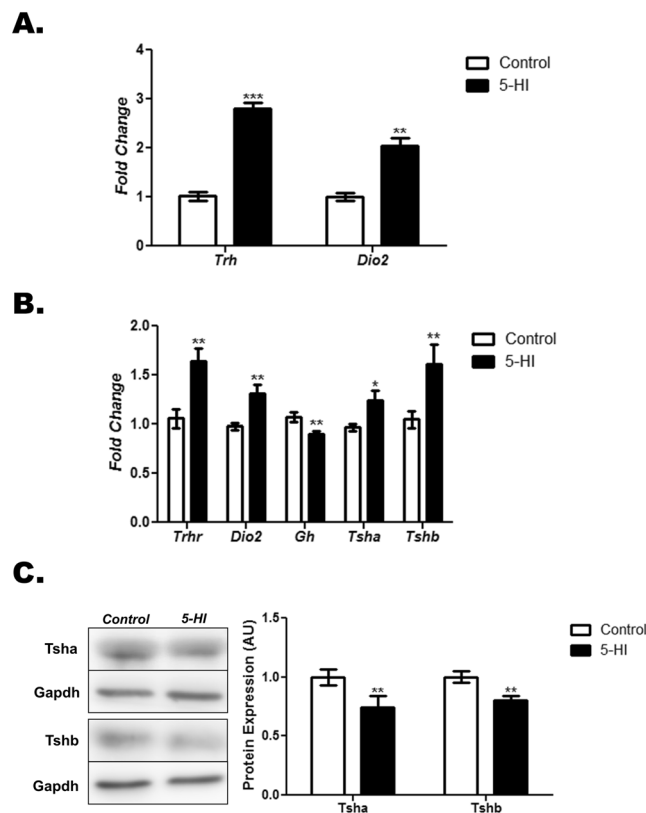 A.
Fold Change
4
3
2
1
0
***
**
Trh
Dio2
Control
5-HI
B.
Fold Change
2.0
1.5
1.0
0.5
0.0
**
**
**
*
**
Trhr
Dio2
Gh
Tsha
Tshb
Control
5-HI
C.
Control
5-HI
Tsha
Gapdh
Tshb
Gapdh
Protein Expression (AU)
1.5
1.0
0.5
0.0
**
**
Tsha
Tshb
Control
5-HI